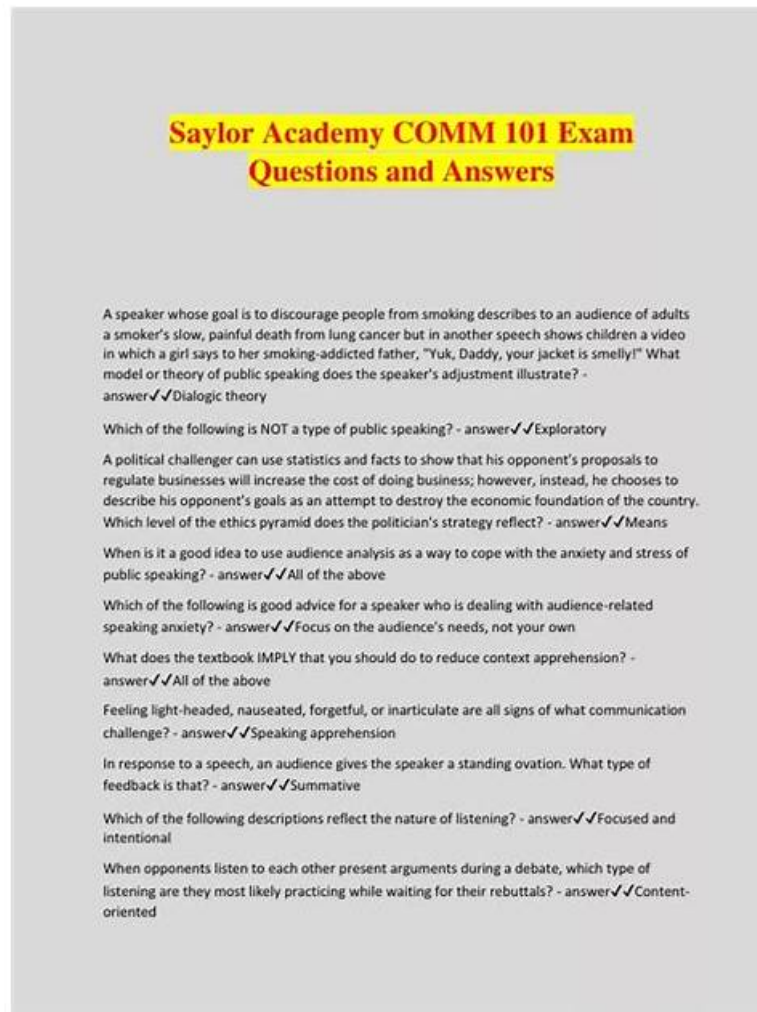 Saylor Academy COMM 101 Exam
Questions and Answers
A speaker whose goal is to discourage people from smoking describes to an audience of adults
a smoker's slow, painful death from lung cancer but in another speech shows children a video
in which a girl says to her smoking-addicted father, "Yuk, Daddy, your jacket is smelly!" What
model or theory of public speaking does the speaker's adjustment illustrate? -
answer✓✓Dialogic theory
Which of the following is NOT a type of public speaking? - answer✓✓Exploratory
A political challenger can use statistics and facts to show that his opponent's proposals to
regulate businesses will increase the cost of doing business; however, instead, he chooses to
describe his opponent's goals as an attempt to destroy the economic foundation of the country.
Which level of the ethics pyramid does the politician's strategy reflect? - answer✓✓Means
When is it a good idea to use audience analysis as a way to cope with the anxiety and stress of
public speaking? - answer✓✓All of the above
Which of the following is good advice for a speaker who is dealing with audience-related
speaking anxiety? - answer✓✓Focus on the audience's needs, not your own
What does the textbook IMPLY that you should do to reduce context apprehension? -
answer✓✓All of the above
Feeling light-headed, nauseated, forgetful, or inarticulate are all signs of what communication
challenge? - answer✓✓Speaking apprehension
In response to a speech, an audience gives the speaker a standing ovation. What type of
feedback is that? - answer✓✓Summative
Which of the following descriptions reflect the nature of listening? - answer✓✓Focused and
intentional
When opponents listen to each other present arguments during a debate, which type of
listening are they most likely practicing while waiting for their rebuttals? - answer✓✓Content-
oriented